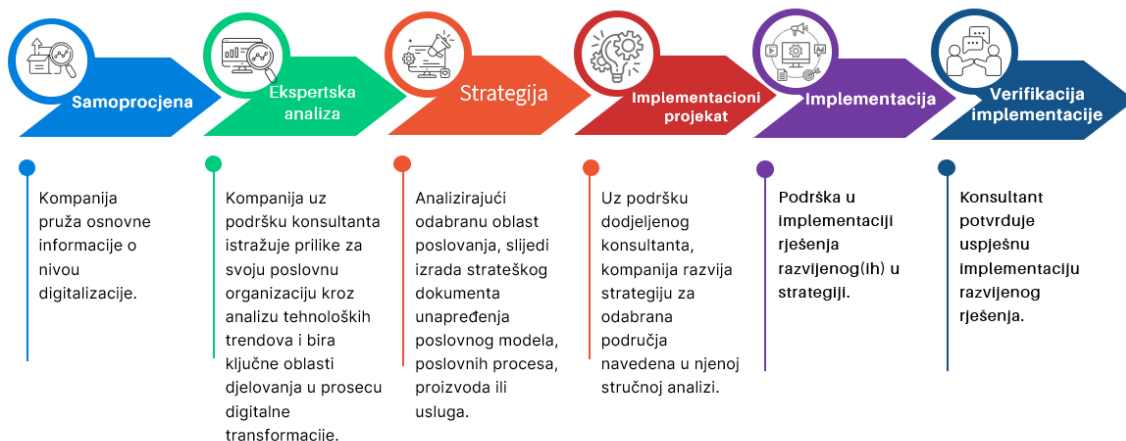 Samoprocjena
Ekspertska
analiza
Strategija
Implementacioni
projekat
Implementacija
Verifikacija
implementacije
Kompanija
pruža osnovne
informacije o
nivou
digitalizacije.
Kompanija uz
podršku konsultanta
istražuje prilike za
svoju poslovnu
organizaciju kroz
analizu tehnoloških
trendova i bira
ključne oblasti
djelovanja u prosecu
digitalne
transformacije.
Analizirajući
odabranu oblast
poslovanja, slijedi
izrada strateškog
dokumenta
unapređenja
poslovnog modela,
poslovnih procesa,
proizvoda ili
usluga.
Uz podršku
dodjeljenog
konsultanta,
kompanija razvija
strategiju za
odabrana
područja
navedena u njenoj
stručnoj analizi.
Podrška u
implementaciji
rješenja
razvijenog(ih) u
strategiji.
Konsultant
potvrđuje
uspješnu
implementaciju
razvijenog
rješenja.